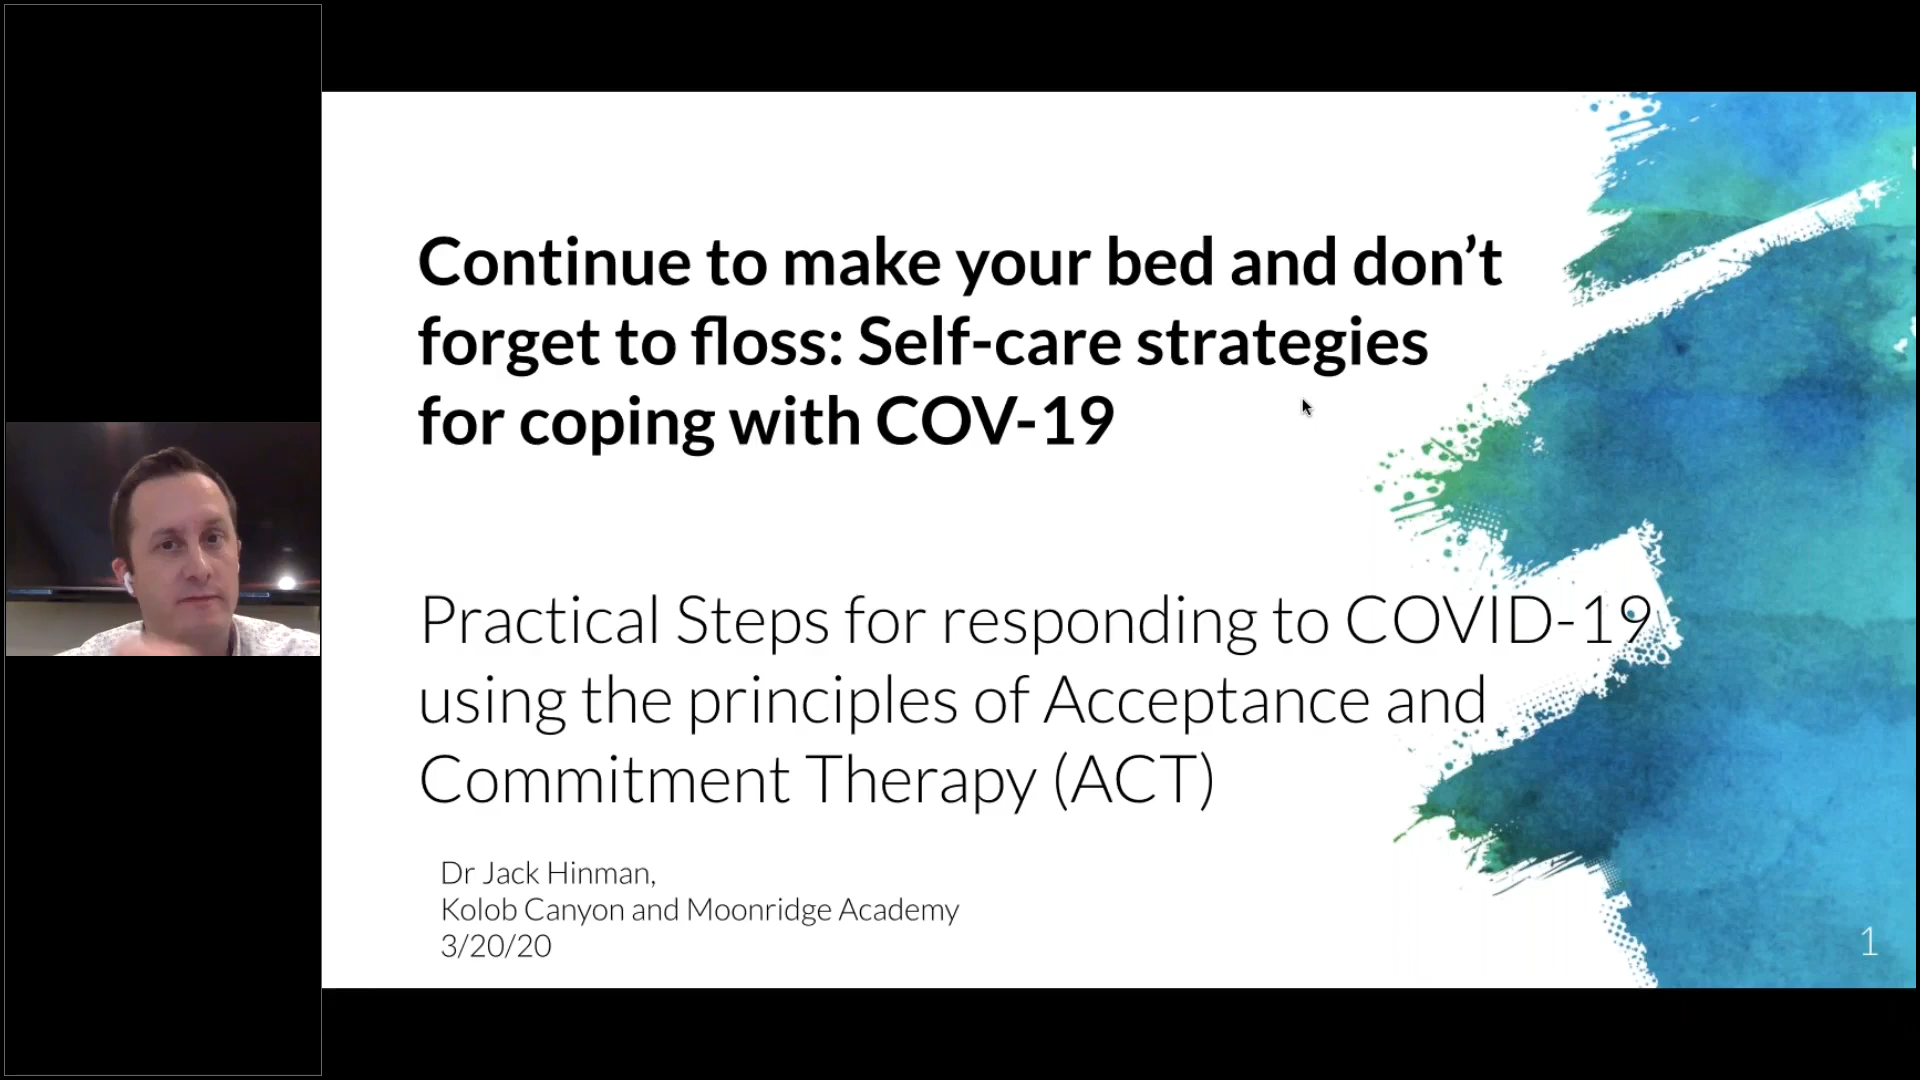 Continue to make your bed and don’t
forget to floss: Self-care strategies
for coping with COV-19
Practical Steps for responding to COVID-19
using the principles of Acceptance and
Commitment Therapy (ACT)
Dr Jack Hinman,
Kolob Canyon and Moonridge Academy
3/20/20
1